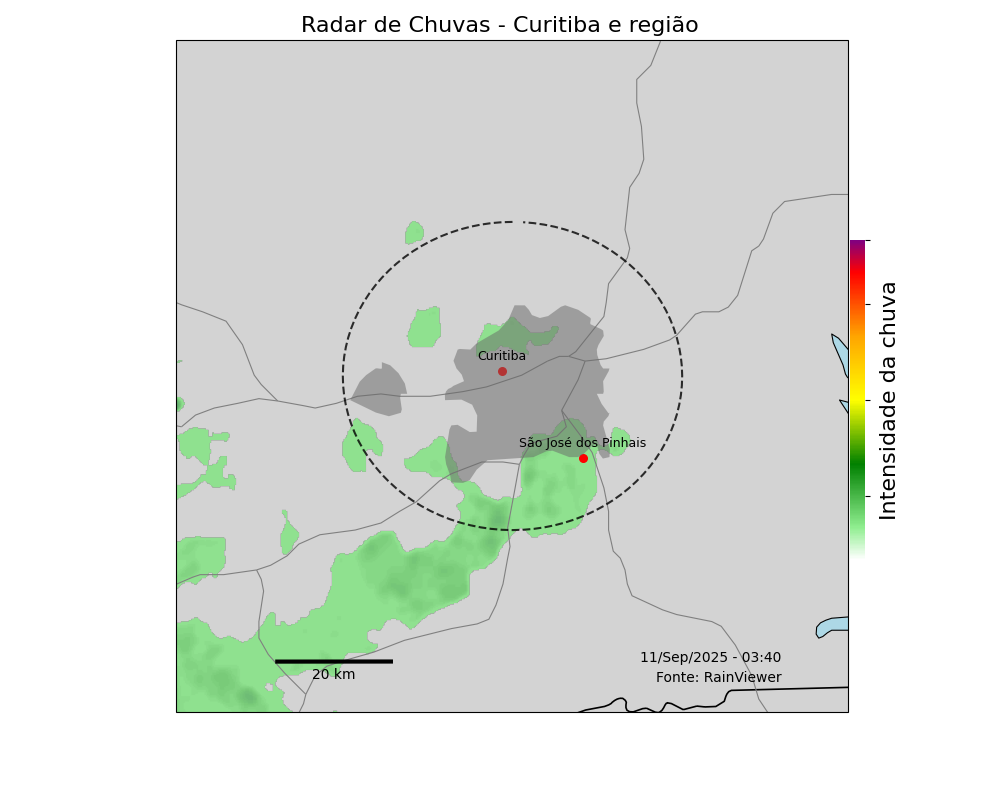 Radar de Chuvas - Curitiba e região
Curitiba
São José dos Pinhais
Intensidade da chuva
11/Sep/2025 - 03:40
20 km
Fonte: RainViewer